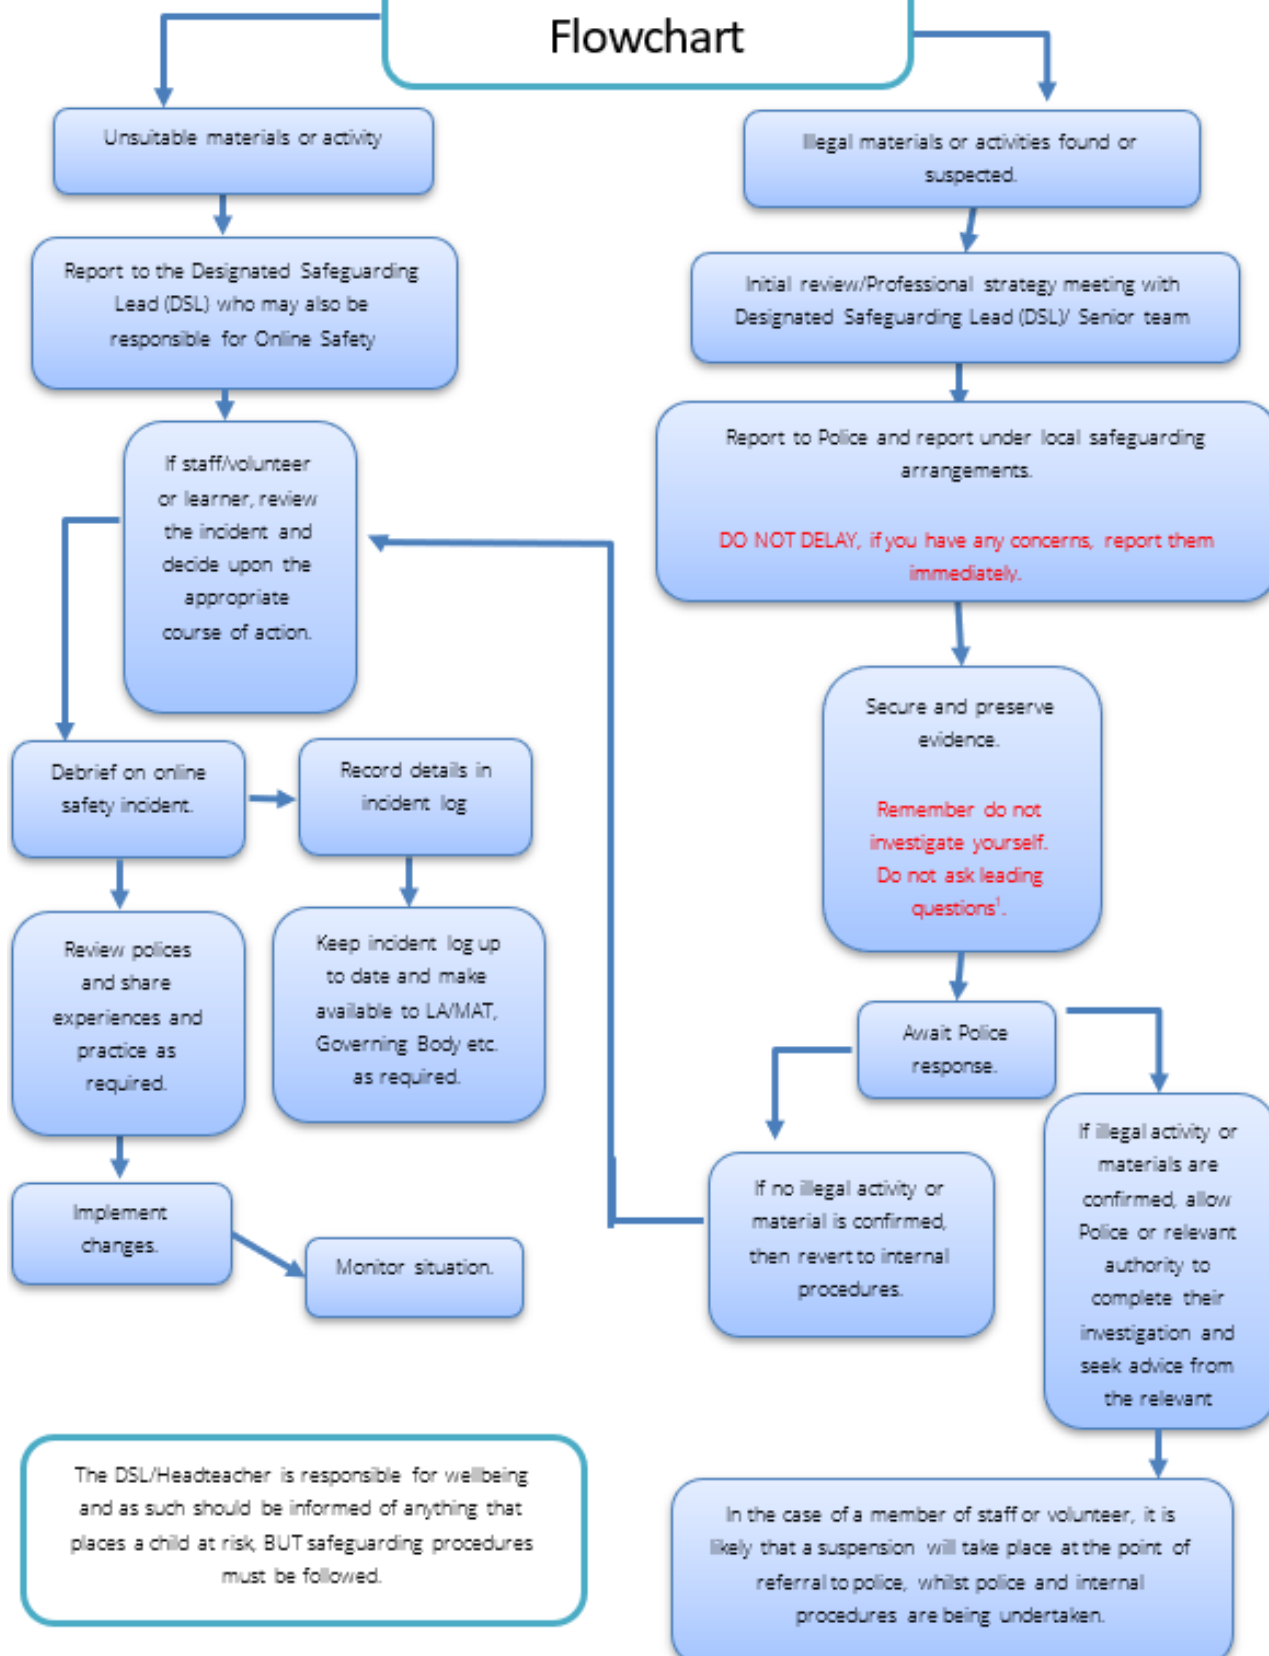 Flowchart
Unsuitable materials or activity
Report to the Designated Safeguarding
Lead (DSL) who may also be
responsible for Online Safety
If staff/volunteer
or learner, review
the incident and
decide upon the
appropriate
course of action.
Debrief on online
safety incident.
Record details in
incident log
Review polices
and share
experiences and
practice as
required.
Keep incident log up
to date and make
available to LA/MAT,
Governing Body etc.
as required.
Implement
changes.
Monitor situation.
The DSL/Headteacher is responsible for wellbeing
and as such should be informed of anything that
places a child at risk, BUT safeguarding procedures
must be followed.
Illegal materials or activities found or
suspected.
Initial review/Professional strategy meeting with
Designated Safeguarding Lead (DSL)/ Senior team
Report to Police and report under local safeguarding
arrangements.
DO NOT DELAY, if you have any concerns, report them
immediately.
Secure and preserve
evidence.
Remember do not
investigate yourself.
Do not ask leading
questions¹.
Await Police
response.
If no illegal activity or
material is confirmed,
then revert to internal
procedures.
If illegal activity or
materials are
confirmed, allow
Police or relevant
authority to
complete their
investigation and
seek advice from
the relevant
In the case of a member of staff or volunteer, it is
likely that a suspension will take place at the point of
referral to police, whilst police and internal
procedures are being undertaken.